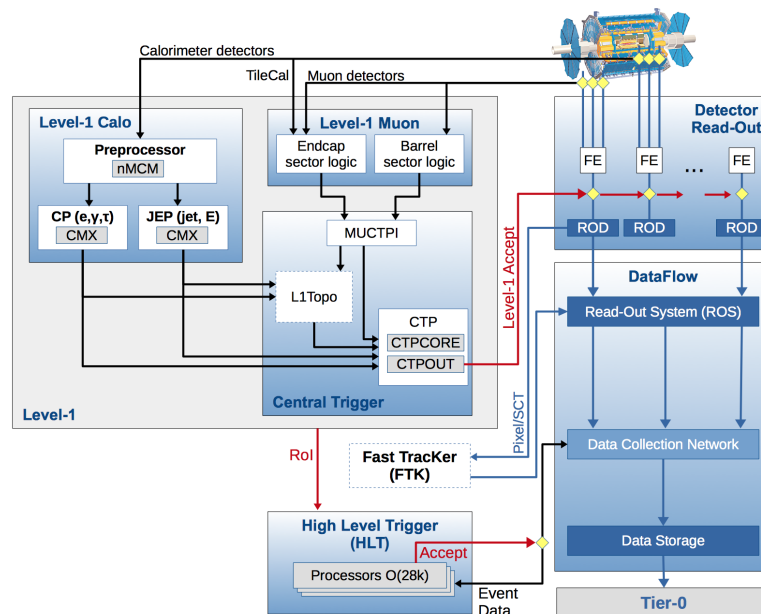 Calorimeter detectors
TileCal
Muon detectors
Level-1 Calo
Preprocessor
nMCM
CP (e,γ,τ)
CMX
JEP (jet, E)
CMX
Level-1 Muon
Endcap
sector logic
Barrel
sector logic
MUCTPI
L1Topo
CTP
CTPCORE
CTPOUT
Central Trigger
Level-1
Level-1 Accept
Detector
Read-Out
FE
FE
...
FE
ROD
ROD
ROD
DataFlow
Read-Out System (ROS)
Pixel/SCT
Data Collection Network
Data Storage
Tier-0
RoI
Fast TracKer
(FTK)
High Level Trigger
(HLT)
Accept
Processors O(28k)
Event
Data